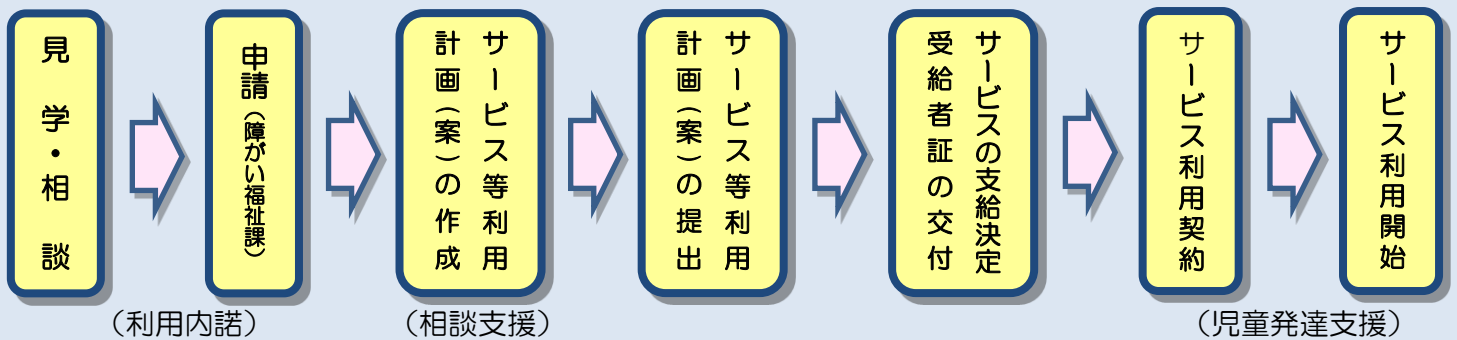 見学・相談
申請（障がい福祉課）
サービス等利用
計画（案）の作成
サービス等利用
計画（案）の提出
サービスの支給決定
受給者証の交付
サービス利用契約
サービス利用開始
（利用内諾）
（相談支援）
（児童発達支援）